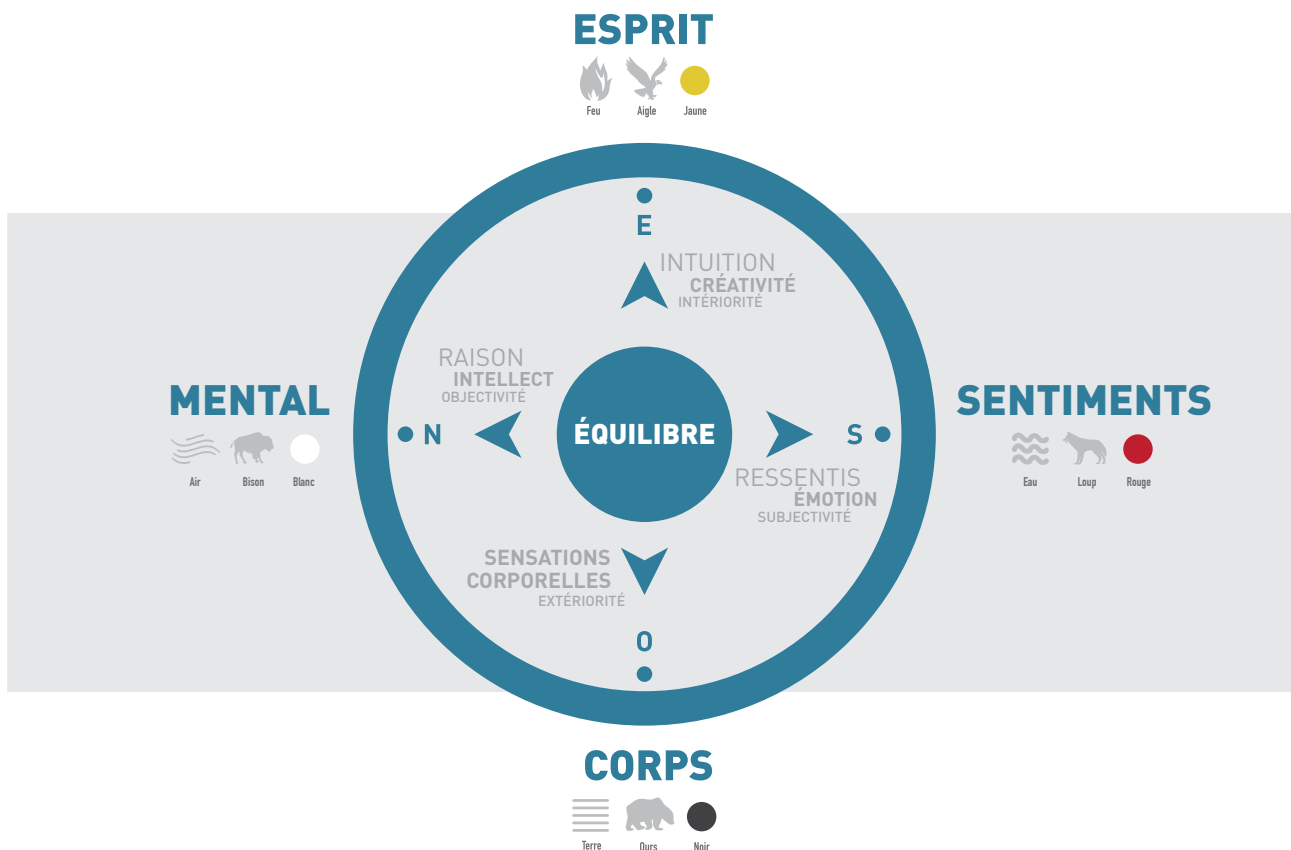 ESPRIT
Feu Aigle Jaune
E
INTUITION
CRÉATIVITÉ
INTÉRIORITÉ
RAISON
INTELLECT
OBJECTIVITÉ
MENTAL
Air Bison Blanc
N
ÉQUILIBRE
S
SENTIMENTS
Eau Loup Rouge
RESSENTIS
ÉMOTION
SUBJECTIVITÉ
SENSATIONS
CORPORELLES
EXTÉRIORITÉ
O
CORPS
Terre Ours Noir